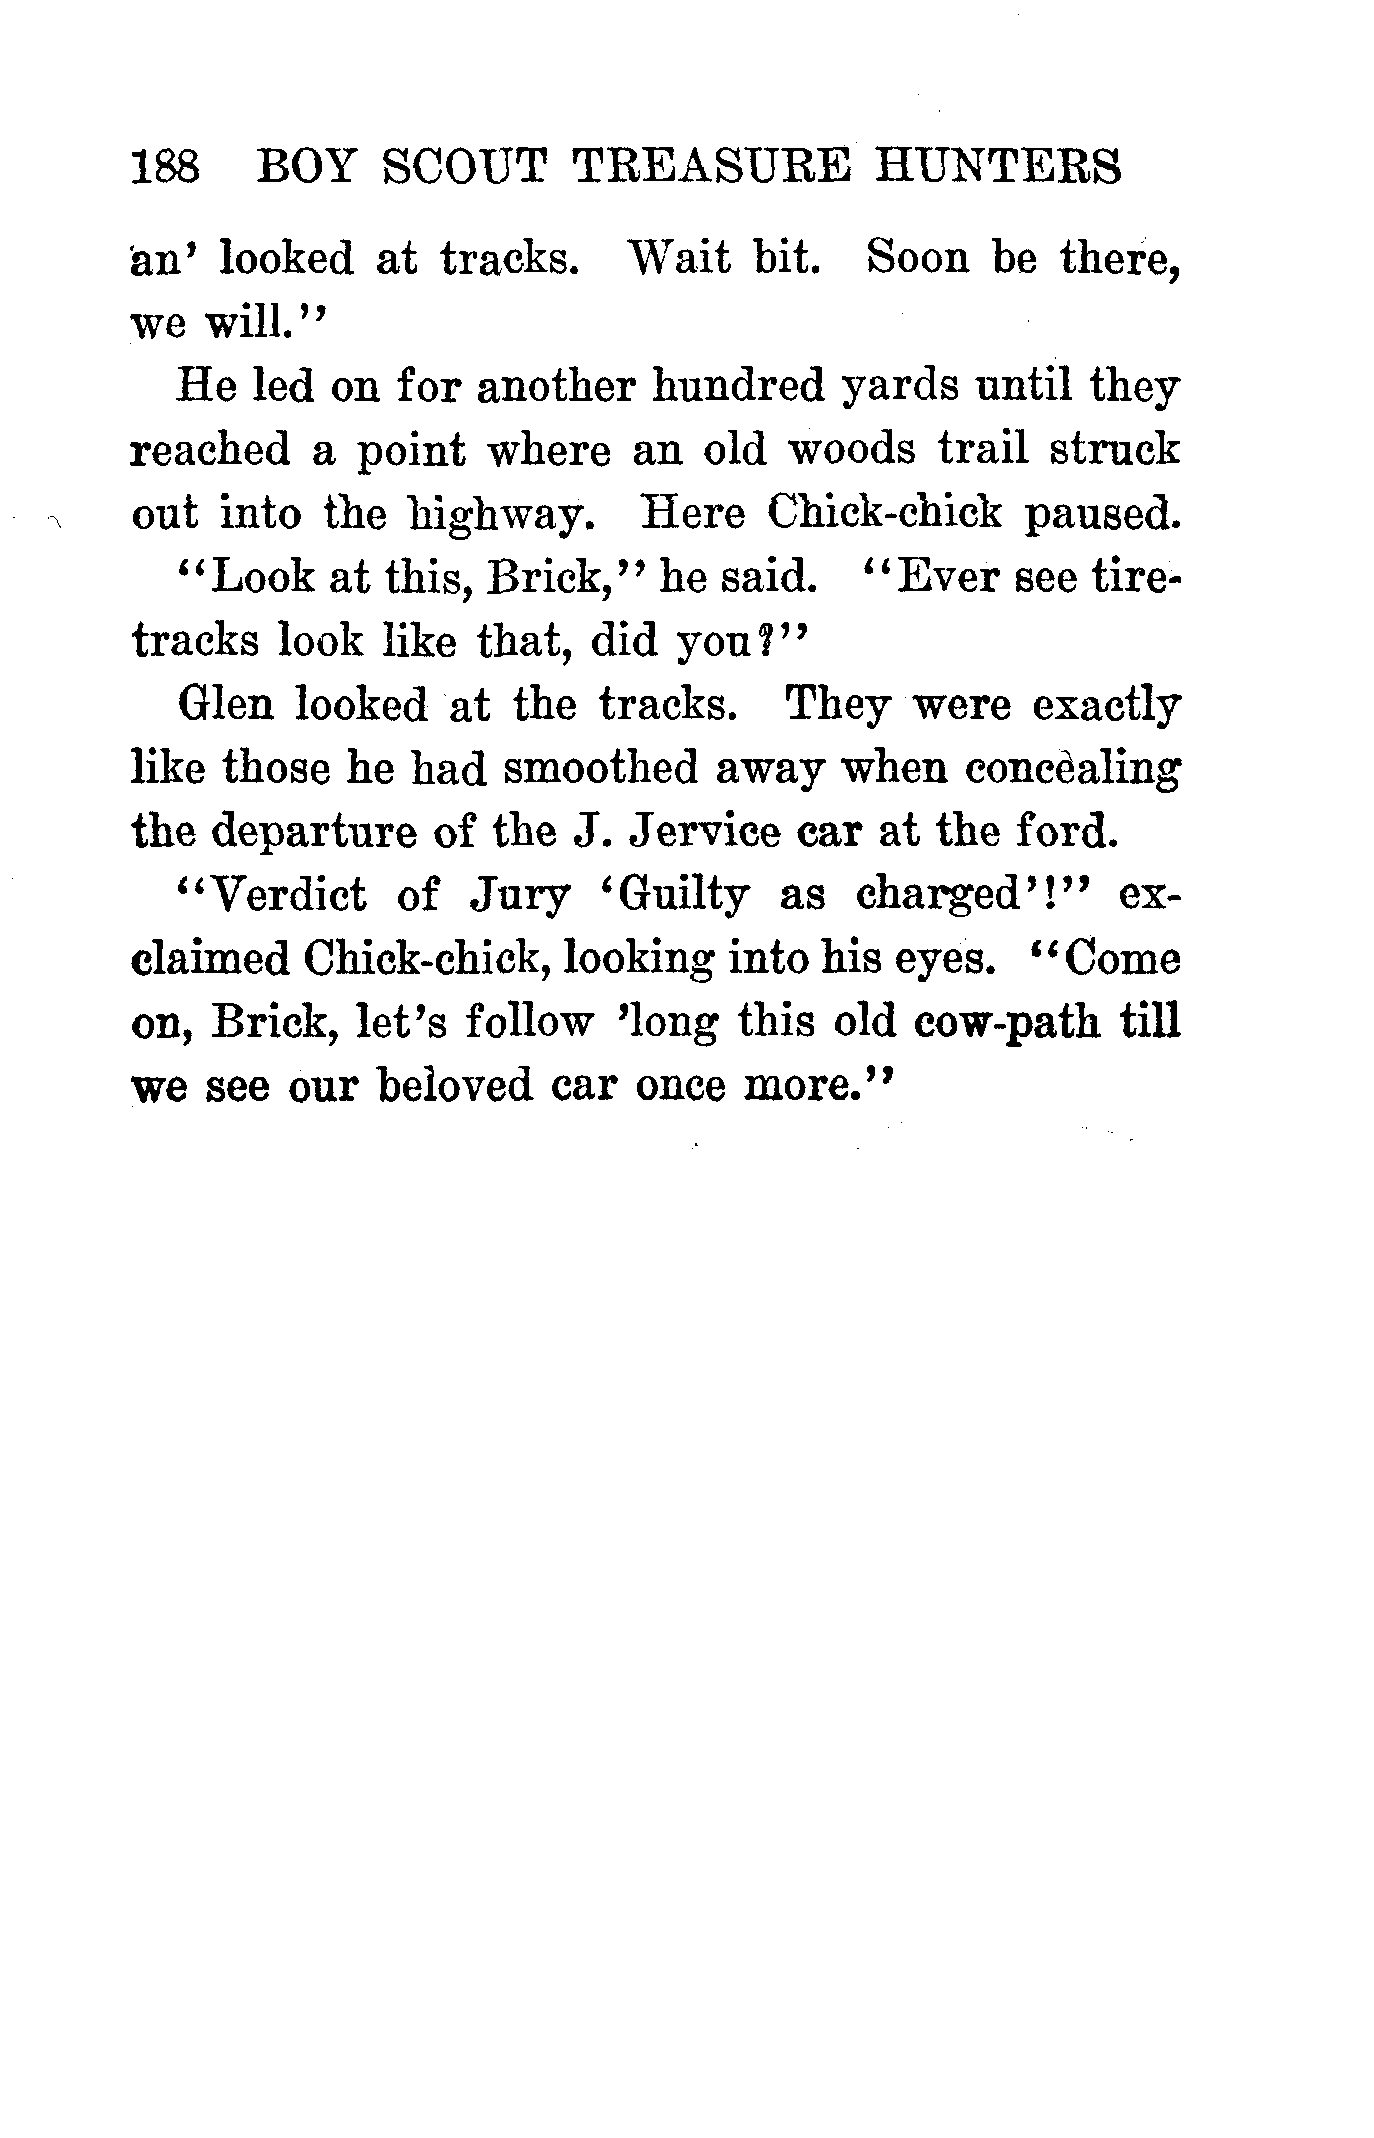 188 BOY SCOUT TREASURE HUNTERS
an' looked at tracks. Wait bit. Soon be there,
we will."
He led on for another hundred yards until they
reached a point where an old woods trail struck
out into the highway. Here Chick-chick paused.
"Look at this, Brick," he said. "Ever see tire-
tracks look like that, did you?"
Glen looked at the tracks. They were exactly
like those he had smoothed away when concealing
the departure of the J. Jervice car at the ford.
"Verdict of Jury 'Guilty as charged'!" ex-
claimed Chick-chick, looking into his eyes. "Come
on, Brick, let's follow 'long this old cow-path till
we see our beloved car once more."